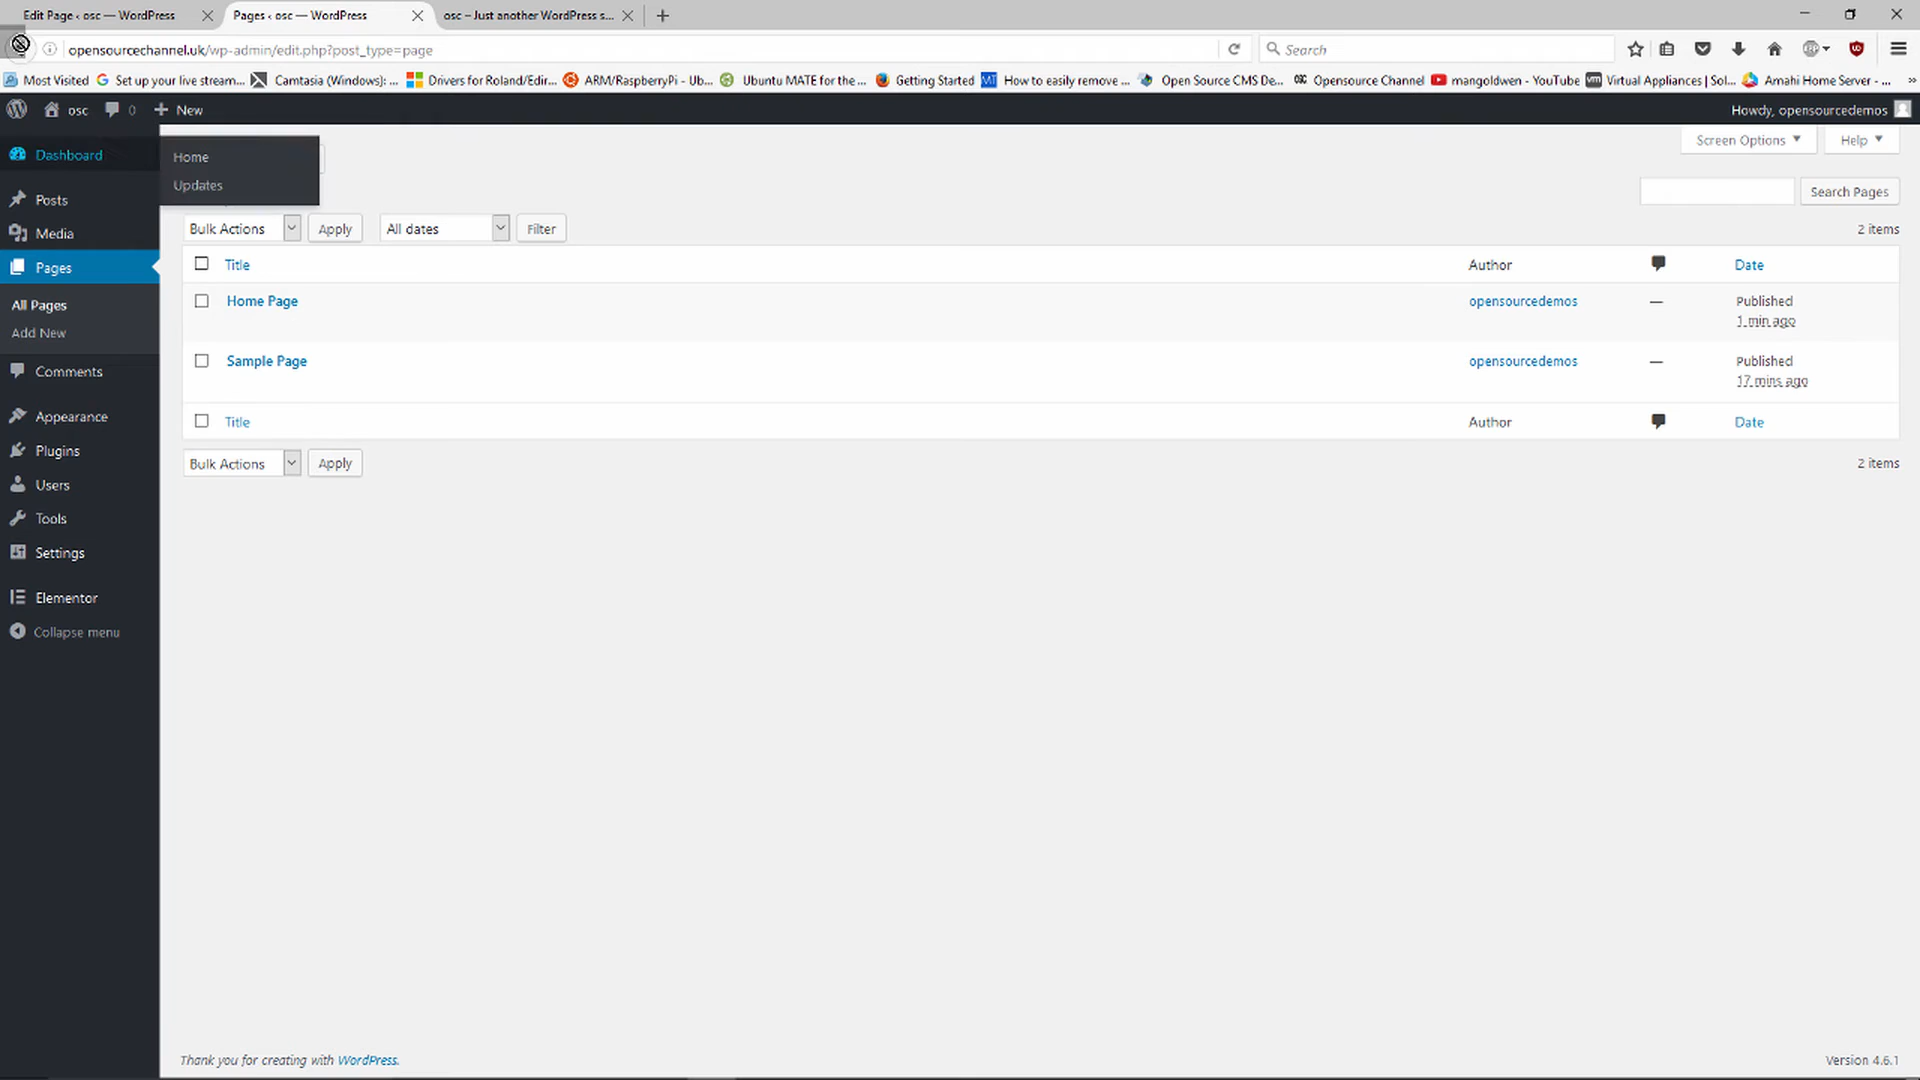 Edit Page ‹ osc — WordPress
Pages ‹ osc — WordPress
osc – Just another WordPress s...
opensourcechannel.uk/wp-admin/edit.php?post_type=page
Search
Most Visited
Set up your live stream...
Camtasia (Windows): ...
Drivers for Roland/Edir...
ARM/RaspberryPi - Ub...
Ubuntu MATE for the ...
Getting Started
How to easily remove ...
Open Source CMS De...
Opensource Channel
mangoldwen - YouTube
Virtual Appliances | Sol...
Amahi Home Server - ...
osc
0
New
Howdy, opensourcedemos
Dashboard
Home
Updates
Screen Options
Help
Posts
Media
Pages
All Pages
Add New
Comments
Appearance
Plugins
Users
Tools
Settings
Elementor
Collapse menu
Search Pages
Bulk Actions
Apply
All dates
Filter
2 items
Title
Author
Date
Home Page
opensourcedemos
—
Published
1 min ago
Sample Page
opensourcedemos
—
Published
17 mins ago
Title
Author
Date
Bulk Actions
Apply
2 items
Thank you for creating with WordPress.
Version 4.6.1